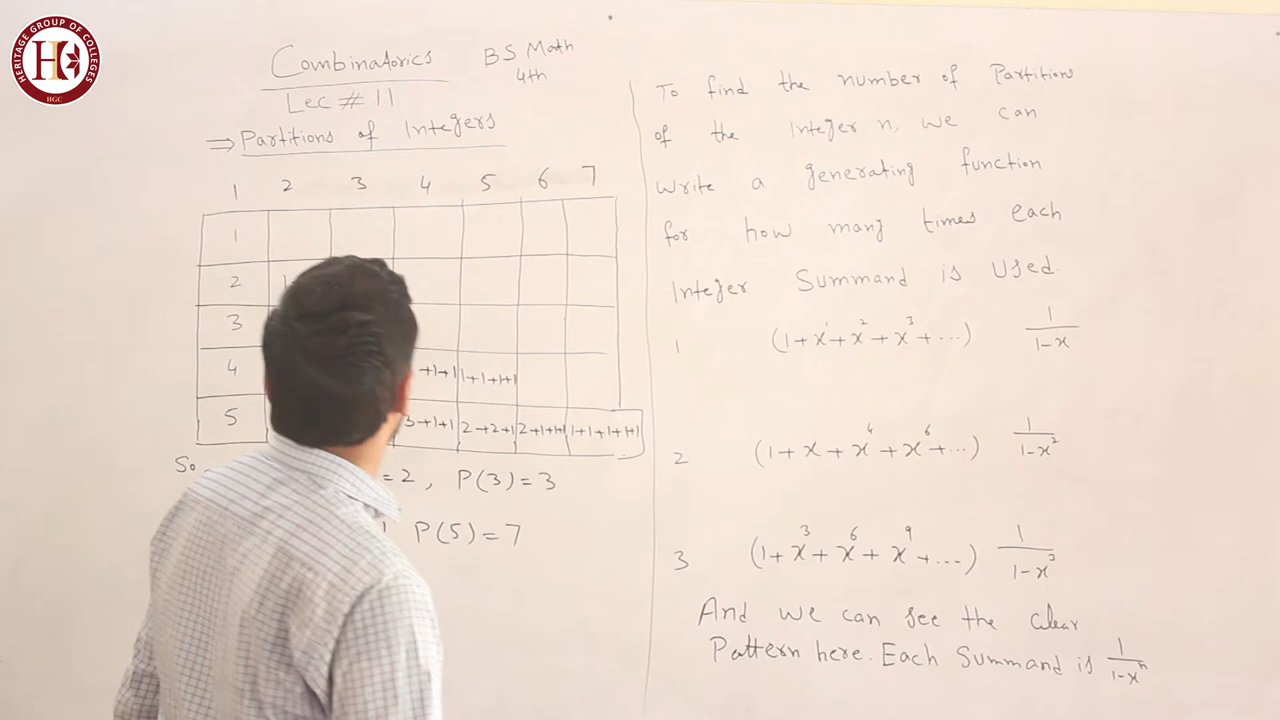 HERITAGE GROUP OF COLLEGES
HGC
Combinatorics BS Math
4th
Lec # 11
⇒ Partitions of Integers
1 2 3 4 5 6 7
1
2 1
3
4 +1+1 1+1+1+1
5 3+1+1 2+2+1 2+1+1+1 1+1+1+1+1
So =2, P(3)=3
P(5)=7
To find the number of Partitions
of the Integer n, we can
Write a generating function
for how many times each
Integer Summand is Used
1 (1+x¹+x²+x³+...) 1/(1-x)
2 (1+x+x⁴+x⁶+...) 1/(1-x²)
3 (1+x³+x⁶+x⁹+...) 1/(1-x³)
And we can see the clear
Pattern here. Each Summand is 1/(1-xⁿ)